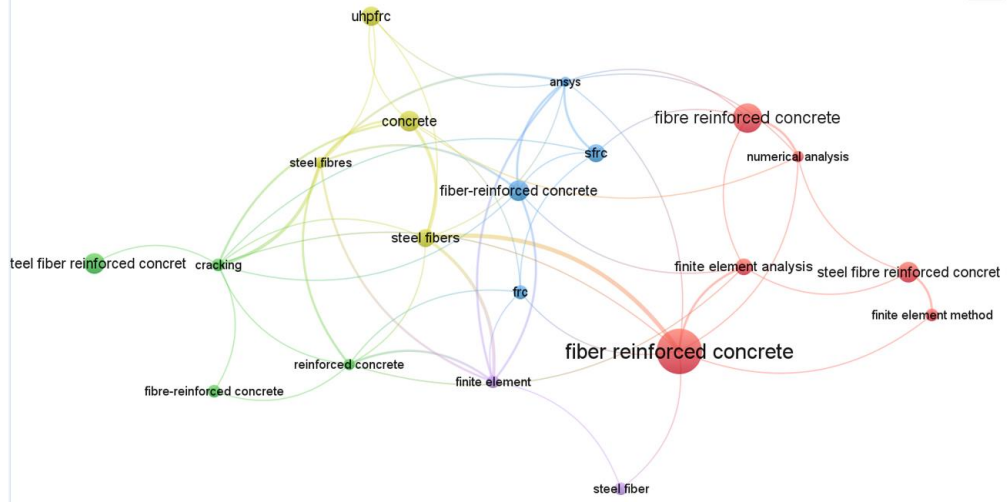 uhpfrc
ansys
fibre reinforced concrete
concrete
sfrc
numerical analysis
steel fibres
fiber-reinforced concrete
steel fibers
teel fiber reinforced concret
cracking
finite element analysis
steel fibre reinforced concret
frc
finite element method
fiber reinforced concrete
reinforced concrete
finite element
fibre-reinforced concrete
steel fiber